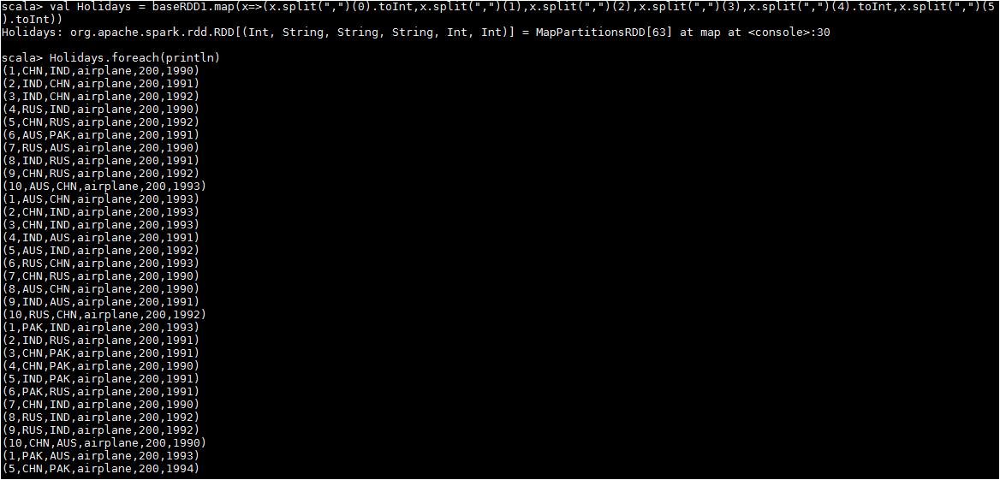 scala> val Holidays = baseRDD1.map(x=>(x.split(",")(0).toInt,x.split(",")(1),x.split(",")(2),x.split(",")(3),x.split(",")(4).toInt,x.split(",")(5
).toInt))
Holidays: org.apache.spark.rdd.RDD[(Int, String, String, String, Int, Int)] = MapPartitionsRDD[63] at map at <console>:30
scala> Holidays.foreach(println)
(1,CHN,IND,airplane,200,1990)
(2,IND,CHN,airplane,200,1991)
(3,IND,CHN,airplane,200,1992)
(4,RUS,IND,airplane,200,1990)
(5,CHN,RUS,airplane,200,1992)
(6,AUS,PAK,airplane,200,1991)
(7,RUS,AUS,airplane,200,1990)
(8,IND,RUS,airplane,200,1991)
(9,CHN,RUS,airplane,200,1992)
(10,AUS,CHN,airplane,200,1993)
(1,AUS,CHN,airplane,200,1993)
(2,CHN,IND,airplane,200,1993)
(3,CHN,IND,airplane,200,1993)
(4,IND,AUS,airplane,200,1991)
(5,AUS,IND,airplane,200,1992)
(6,RUS,CHN,airplane,200,1993)
(7,CHN,RUS,airplane,200,1990)
(8,AUS,CHN,airplane,200,1990)
(9,IND,AUS,airplane,200,1991)
(10,RUS,CHN,airplane,200,1992)
(1,PAK,IND,airplane,200,1993)
(2,IND,RUS,airplane,200,1991)
(3,CHN,PAK,airplane,200,1991)
(4,CHN,PAK,airplane,200,1990)
(5,IND,PAK,airplane,200,1991)
(6,PAK,RUS,airplane,200,1991)
(7,CHN,IND,airplane,200,1990)
(8,RUS,IND,airplane,200,1992)
(9,RUS,IND,airplane,200,1992)
(10,CHN,AUS,airplane,200,1990)
(1,PAK,AUS,airplane,200,1993)
(5,CHN,PAK,airplane,200,1994)